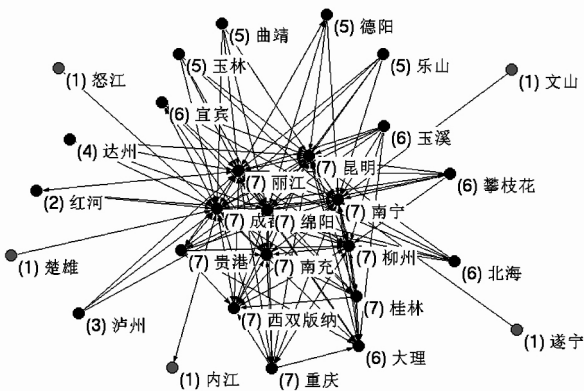 (5) 德阳
(5) 曲靖
(5) 玉林
(5) 乐山
(1) 怒江
(1) 文山
(6) 宜宾
(6) 玉溪
(4) 达州
(7) 昆明
(7) 丽江
(6) 攀枝花
(2) 红河
(7) 成都
(7) 绵阳
(7) 南宁
(1) 楚雄
(7) 贵港
(7) 南充
(7) 柳州
(6) 北海
(7) 桂林
(3) 泸州
(7) 西双版纳
(1) 遂宁
(6) 大理
(1) 内江
(7) 重庆